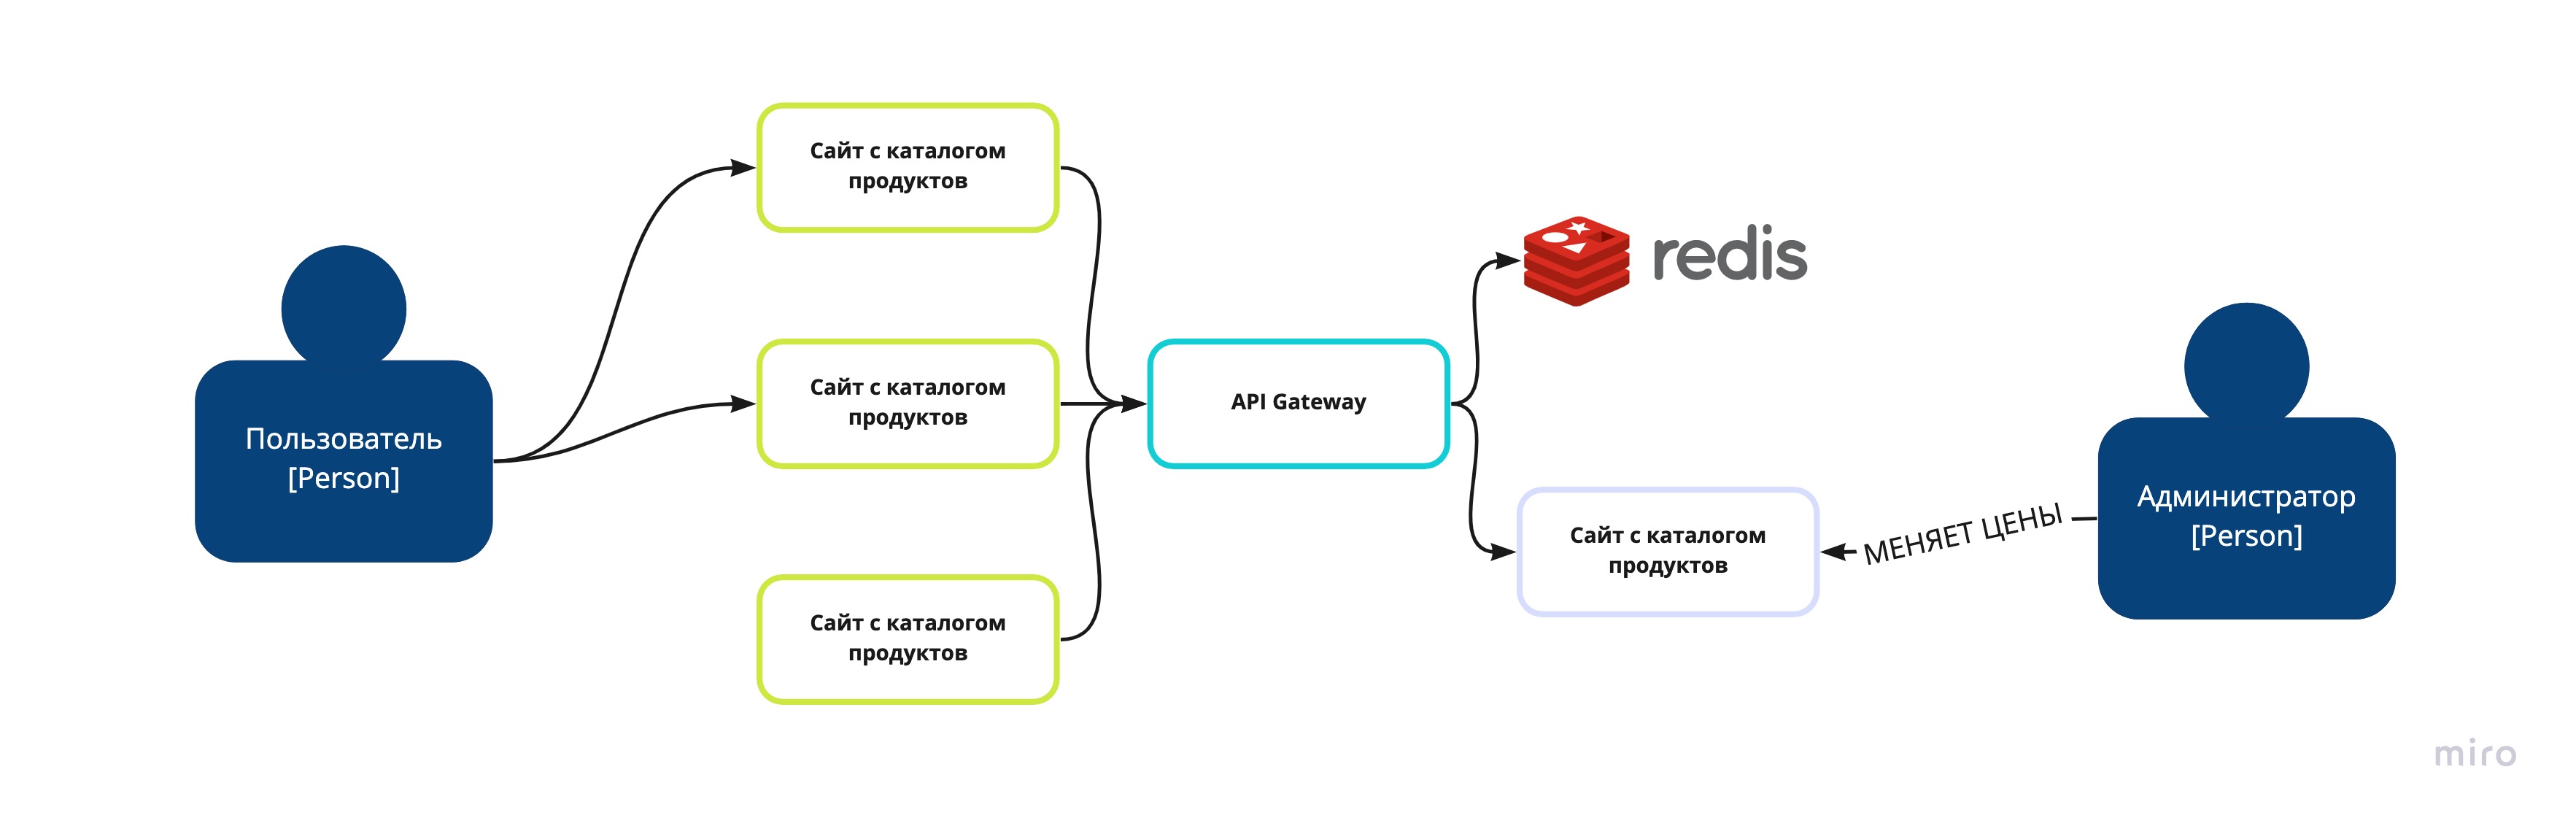 Сайт с каталогом
продуктов
redis
Сайт с каталогом
продуктов
API Gateway
Пользователь
[Person]
Администратор
[Person]
МЕНЯЕТ ЦЕНЫ
Сайт с каталогом
продуктов
Сайт с каталогом
продуктов
miro